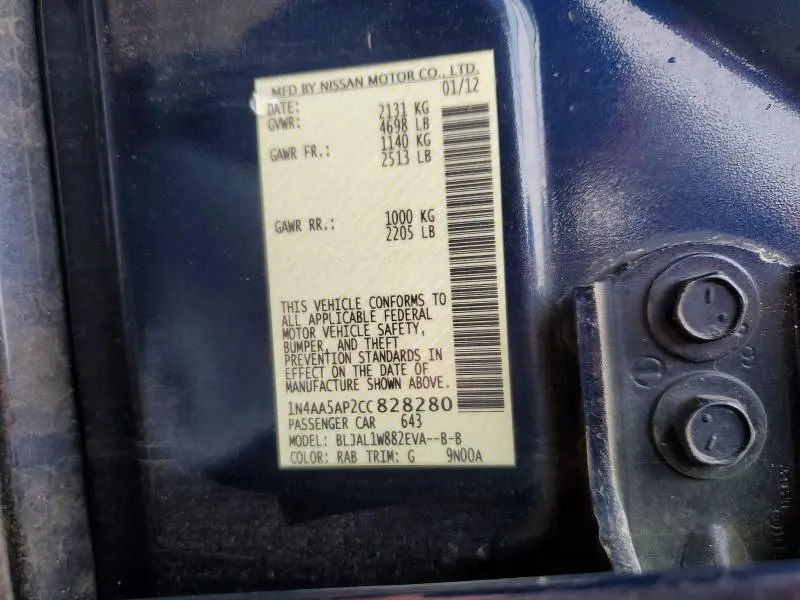 MFD BY NISSAN MOTOR CO., LTD.
DATE: 01/12
GVWR: 2131 KG
4698 LB
GAWR FR.: 1140 KG
2513 LB
GAWR RR.: 1000 KG
2205 LB
THIS VEHICLE CONFORMS TO
ALL APPLICABLE FEDERAL
MOTOR VEHICLE SAFETY,
BUMPER, AND THEFT
PREVENTION STANDARDS IN
EFFECT ON THE DATE OF
MANUFACTURE SHOWN ABOVE.
1N4AA5AP2CC828280
PASSENGER CAR 643
MODEL: BLJAL1W882EVA--B-B
COLOR: RAB TRIM: G 9N00A
9